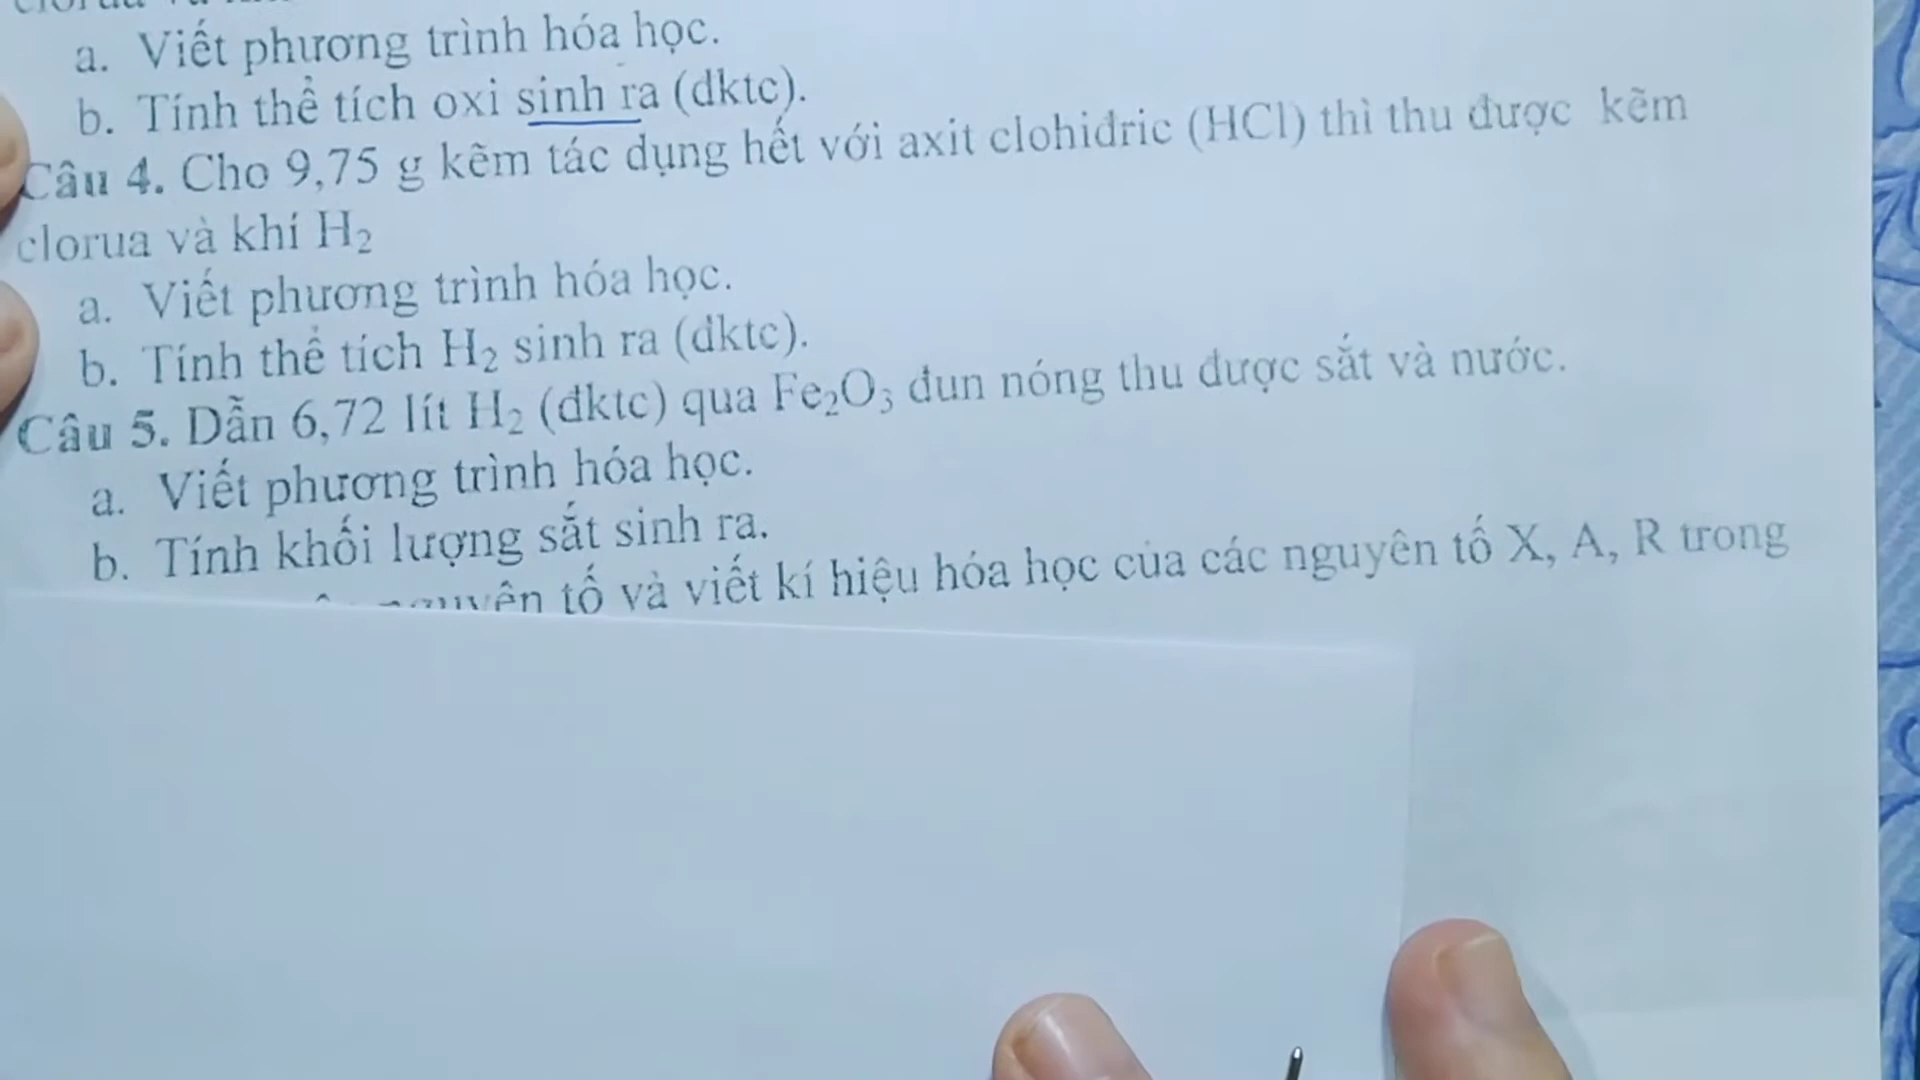 a. Viết phương trình hóa học.
b. Tính thể tích oxi sinh ra (đktc).
Câu 4. Cho 9,75 g kẽm tác dụng hết với axit clohiđric (HCl) thì thu được kẽm
clorua và khí H₂
a. Viết phương trình hóa học.
b. Tính thể tích H₂ sinh ra (đktc).
Câu 5. Dẫn 6,72 lít H₂ (đktc) qua Fe₂O₃ đun nóng thu được sắt và nước.
a. Viết phương trình hóa học.
b. Tính khối lượng sắt sinh ra.
nguyên tố và viết kí hiệu hóa học của các nguyên tố X, A, R trong